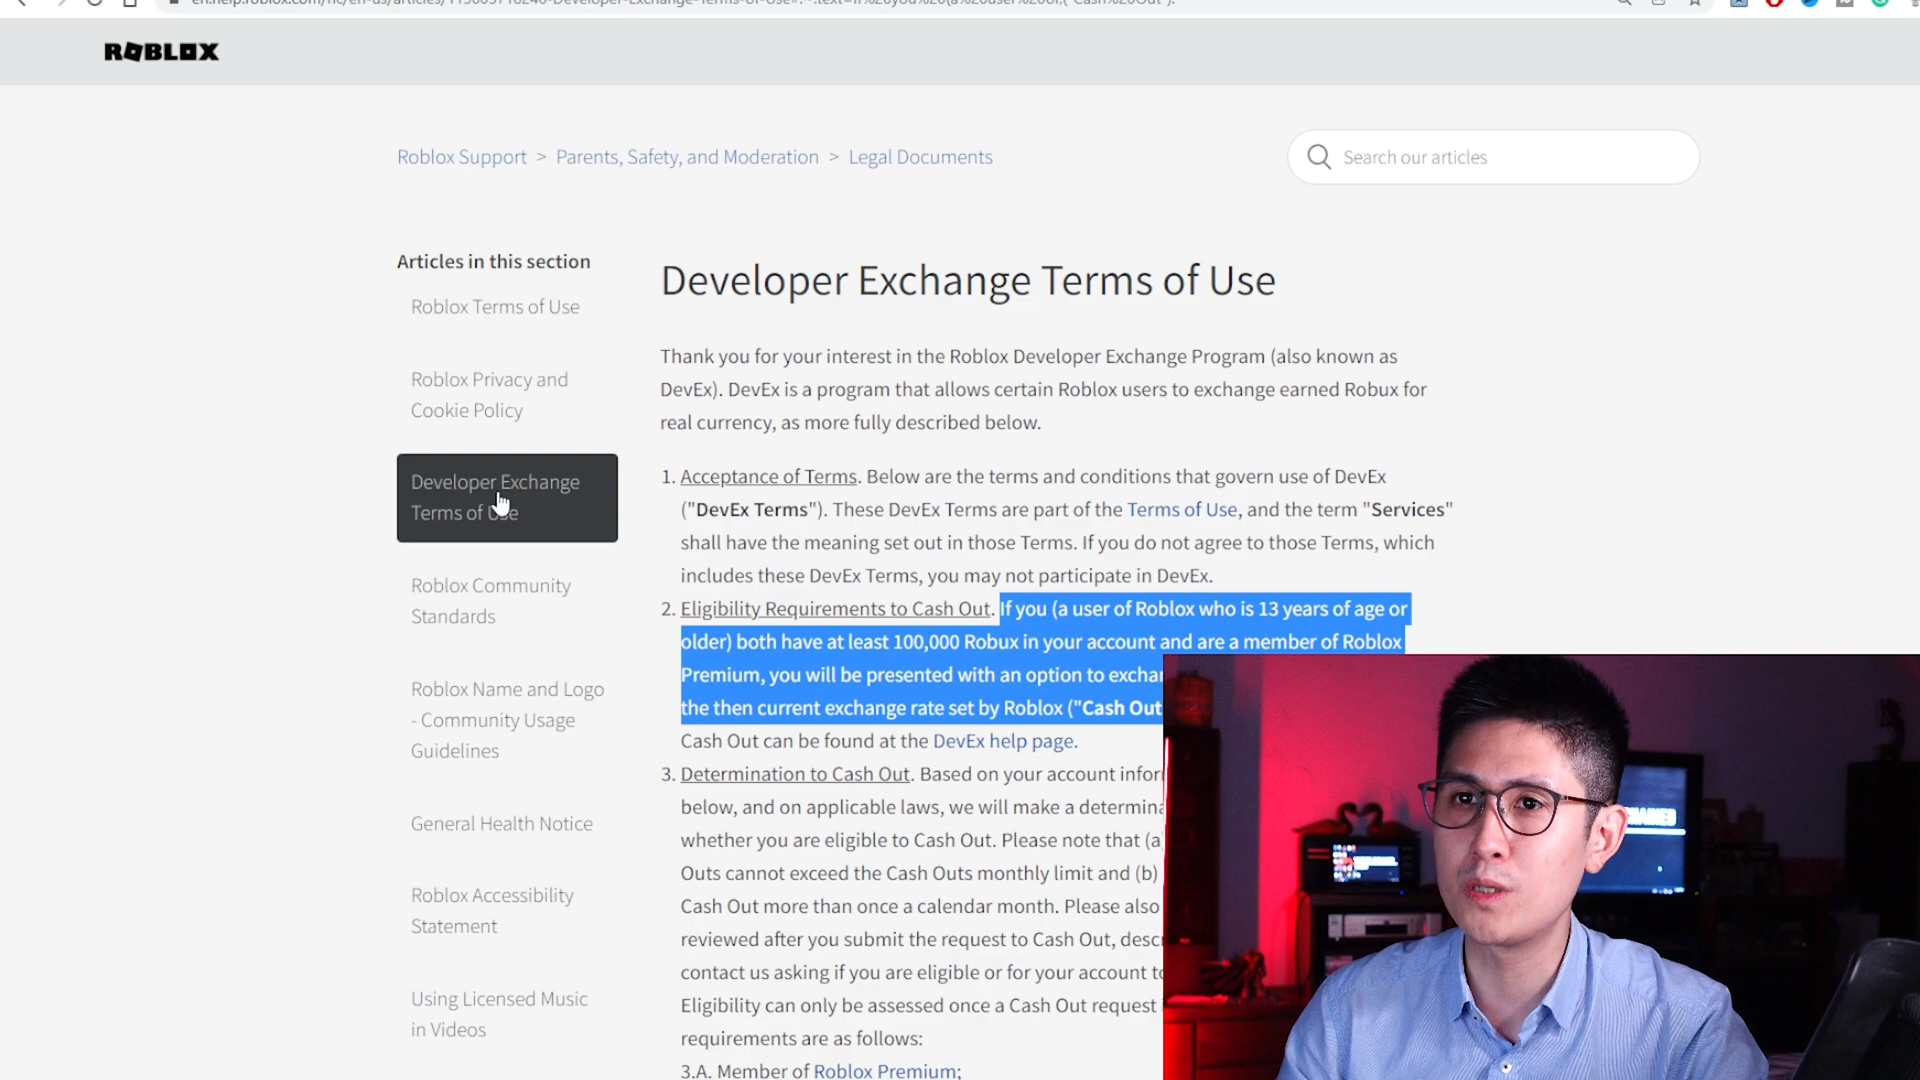 ROBLOX
Roblox Support > Parents, Safety, and Moderation > Legal Documents
Search our articles
Articles in this section
Roblox Terms of Use
Roblox Privacy and
Cookie Policy
Developer Exchange
Terms of Use
Roblox Community
Standards
Roblox Name and Logo
- Community Usage
Guidelines
General Health Notice
Roblox Accessibility
Statement
Using Licensed Music
in Videos
Developer Exchange Terms of Use
Thank you for your interest in the Roblox Developer Exchange Program (also known as
DevEx). DevEx is a program that allows certain Roblox users to exchange earned Robux for
real currency, as more fully described below.
1. Acceptance of Terms. Below are the terms and conditions that govern use of DevEx
("DevEx Terms"). These DevEx Terms are part of the Terms of Use, and the term "Services"
shall have the meaning set out in those Terms. If you do not agree to those Terms, which
includes these DevEx Terms, you may not participate in DevEx.
2. Eligibility Requirements to Cash Out. If you (a user of Roblox who is 13 years of age or
older) both have at least 100,000 Robux in your account and are a member of Roblox
Premium, you will be presented with an option to exchan
the then current exchange rate set by Roblox ("Cash Out
Cash Out can be found at the DevEx help page.
3. Determination to Cash Out. Based on your account infor
below, and on applicable laws, we will make a determina
whether you are eligible to Cash Out. Please note that (a)
Outs cannot exceed the Cash Outs monthly limit and (b)
Cash Out more than once a calendar month. Please also
reviewed after you submit the request to Cash Out, desc
contact us asking if you are eligible or for your account to
Eligibility can only be assessed once a Cash Out request
requirements are as follows:
3.A. Member of Roblox Premium;